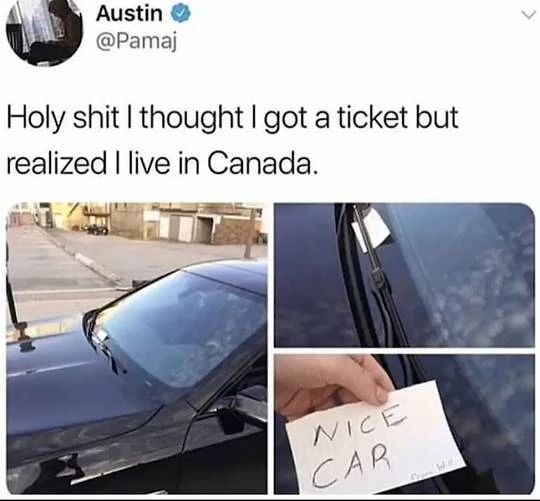 Austin
@Pamaj
Holy shit I thought I got a ticket but
realized I live in Canada.
NICE
CAR